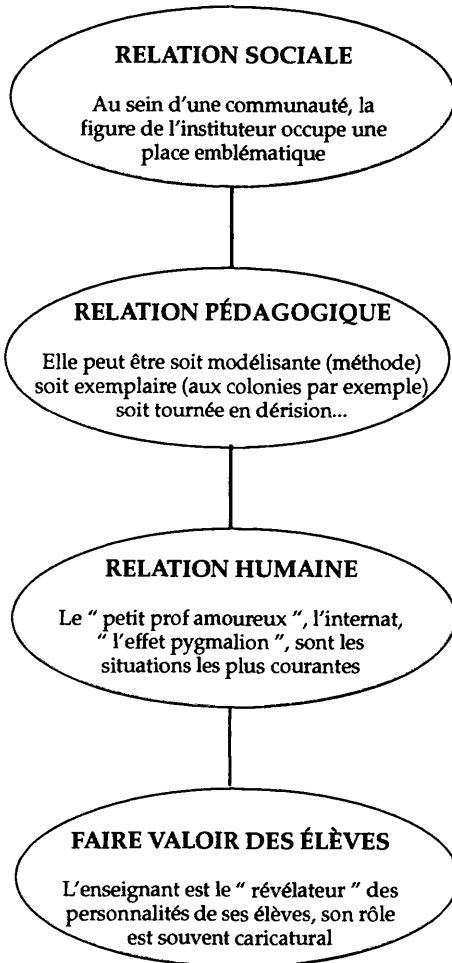 RELATION SOCIALE
Au sein d'une communauté, la
figure de l'instituteur occupe une
place emblématique
RELATION PÉDAGOGIQUE
Elle peut être soit modélisante (méthode)
soit exemplaire (aux colonies par exemple)
soit tournée en dérision...
RELATION HUMAINE
Le " petit prof amoureux ", l'internat,
" l'effet pygmalion ", sont les
situations les plus courantes
FAIRE VALOIR DES ÉLÈVES
L'enseignant est le " révélateur " des
personnalités de ses élèves, son rôle
est souvent caricatural